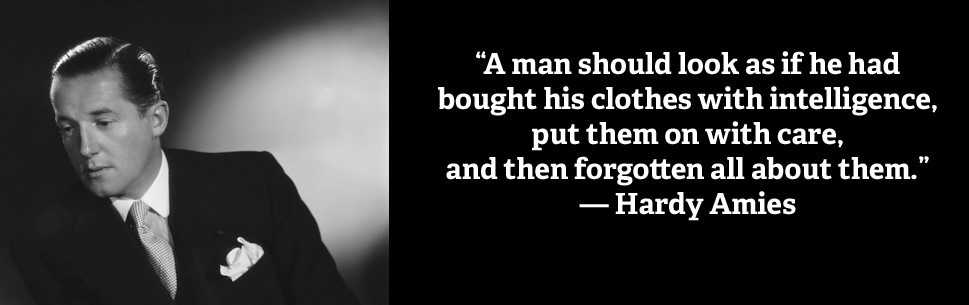 “A man should look as if he had
bought his clothes with intelligence,
put them on with care,
and then forgotten all about them.”
— Hardy Amies